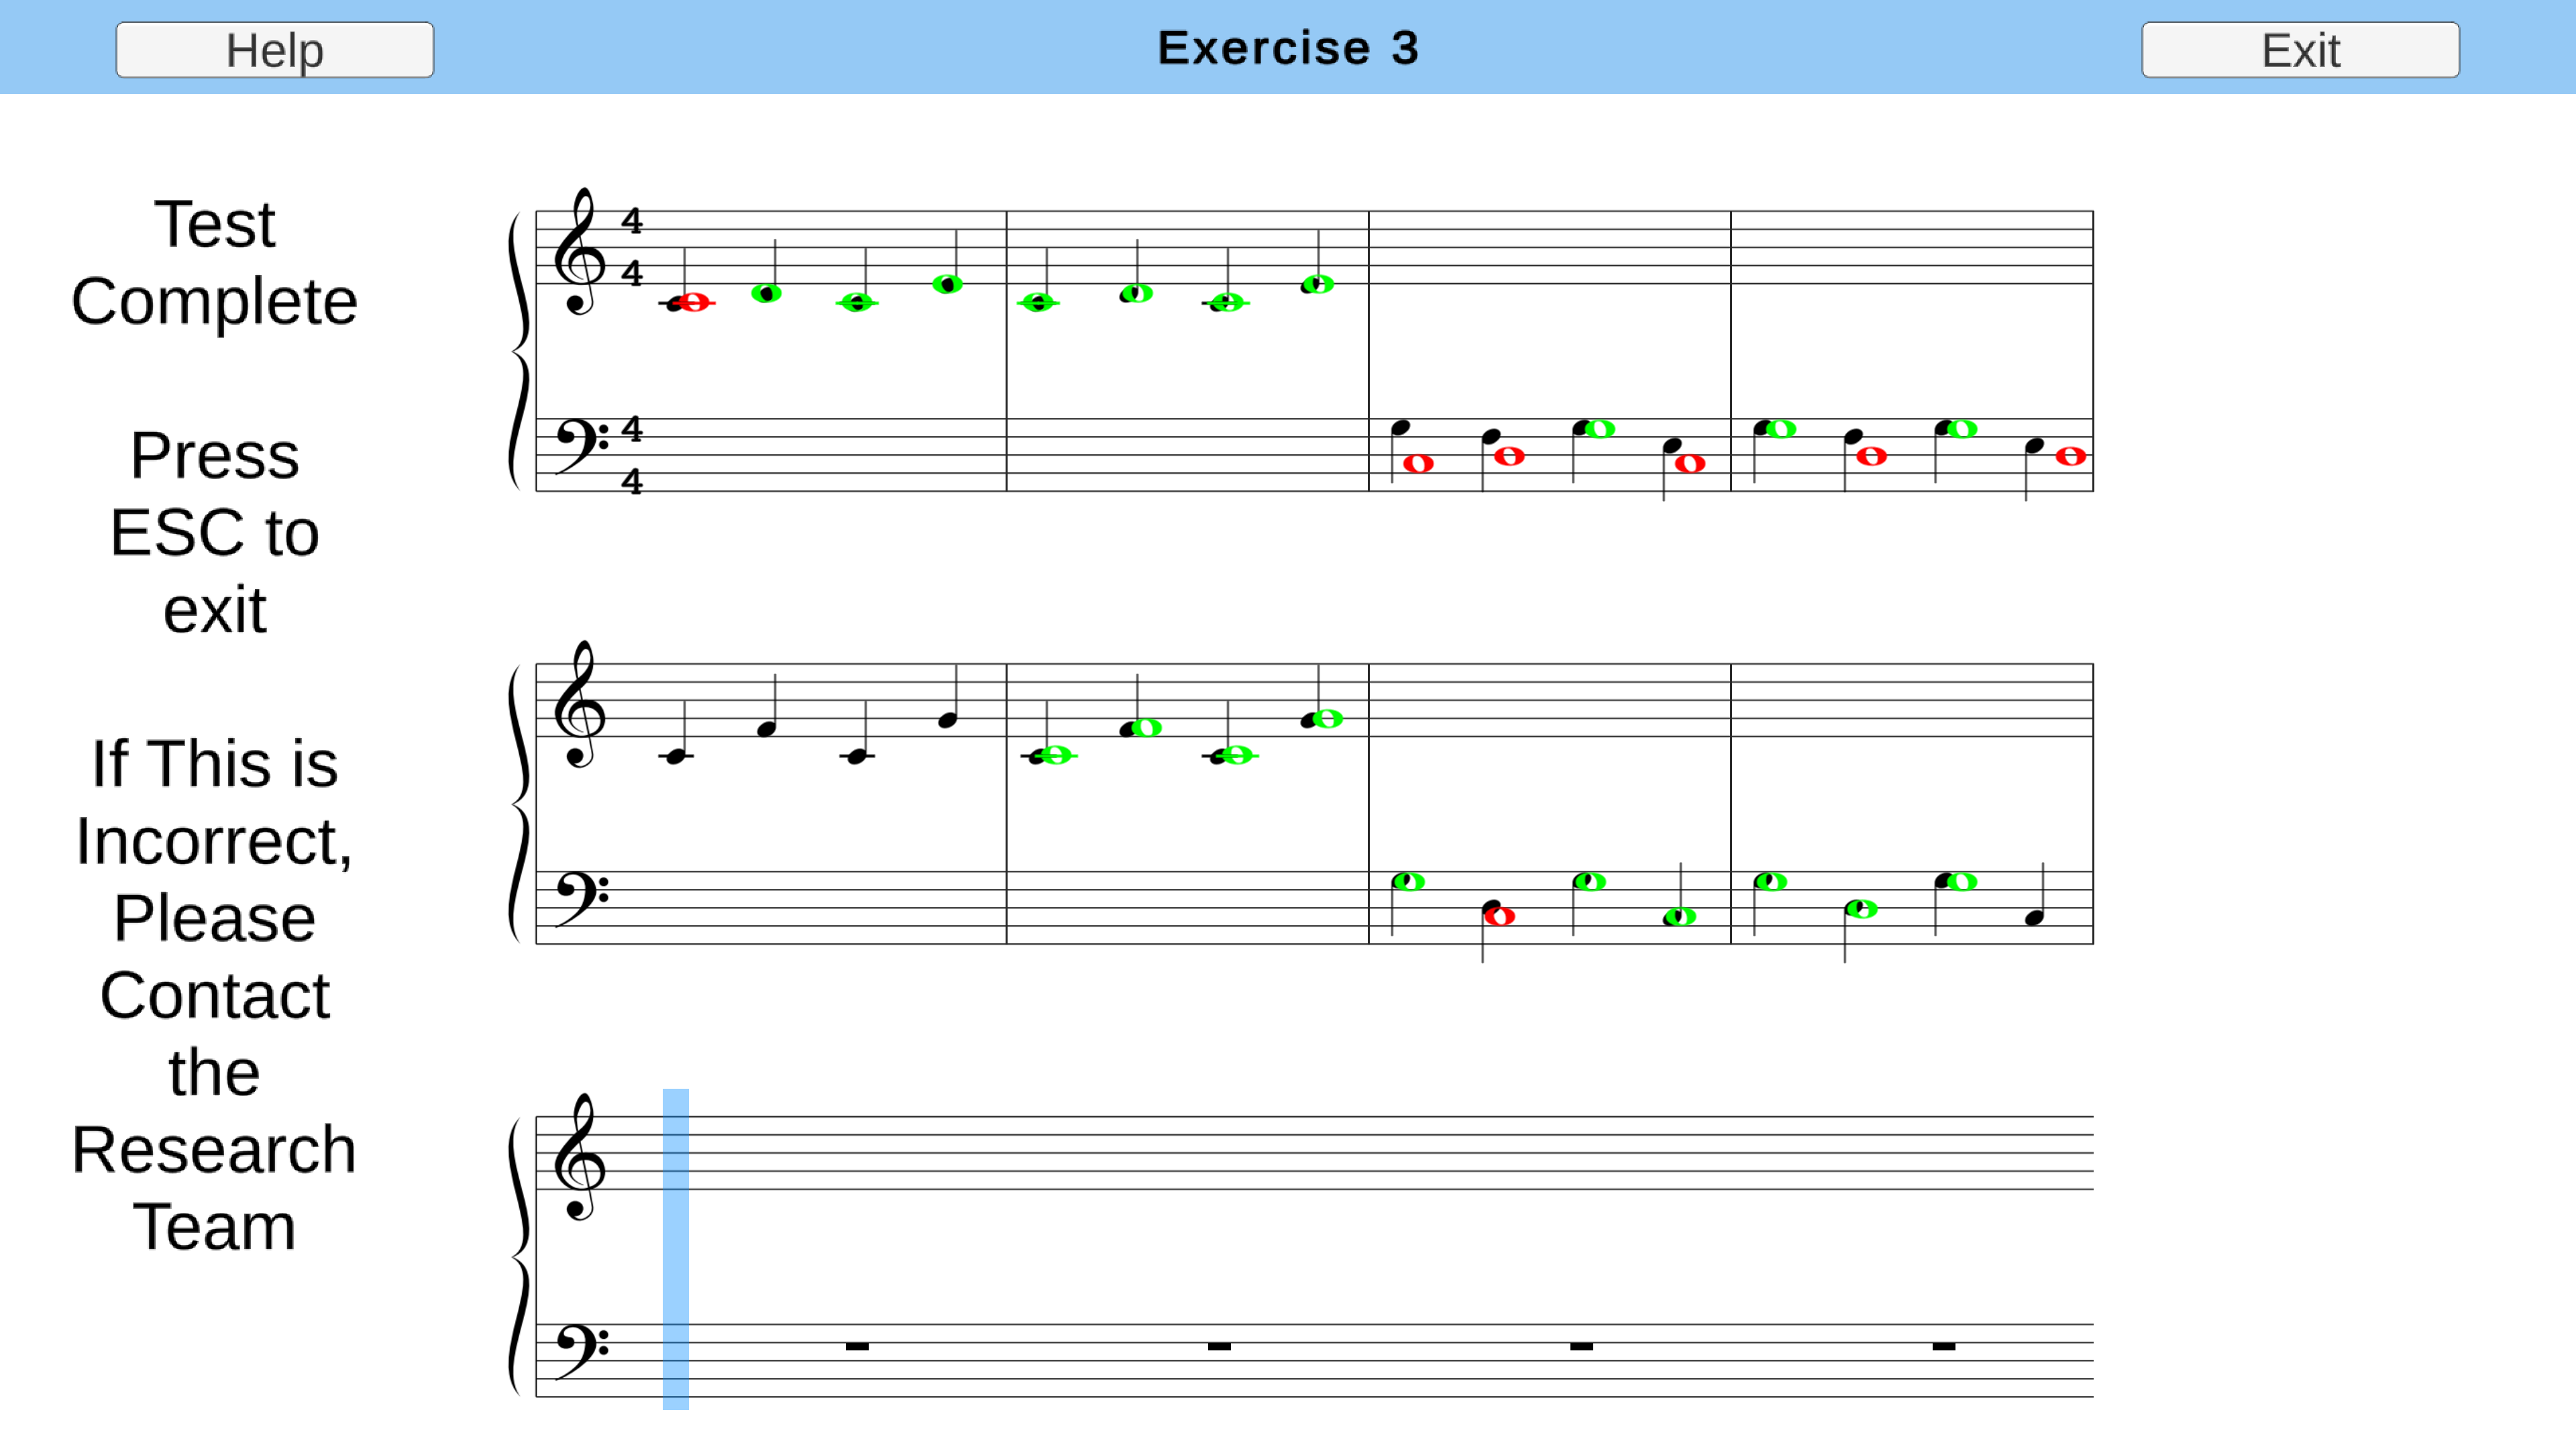 Help
Exercise 3
Exit
Test
Complete
Press
ESC to
exit
If This is
Incorrect,
Please
Contact
the
Research
Team
4
4
4
4